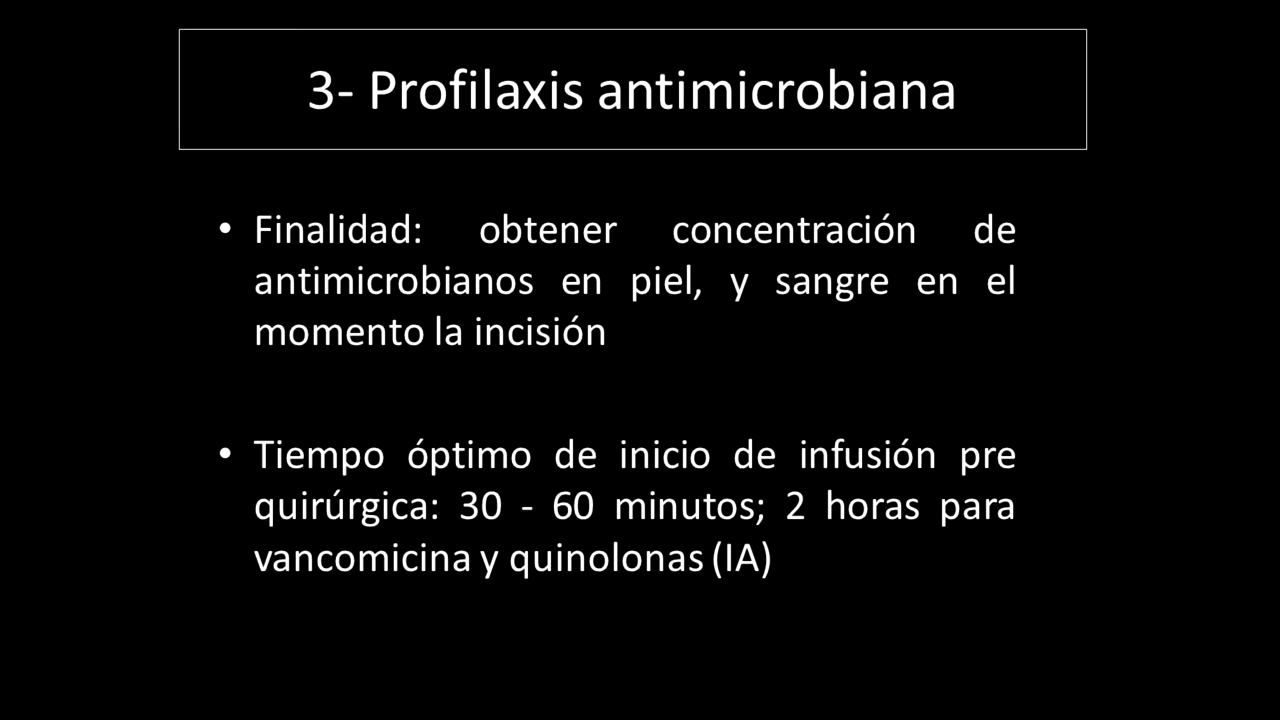 3- Profilaxis antimicrobiana
• Finalidad: obtener concentración de
antimicrobianos en piel, y sangre en el
momento la incisión
• Tiempo óptimo de inicio de infusión pre
quirúrgica: 30 - 60 minutos; 2 horas para
vancomicina y quinolonas (IA)